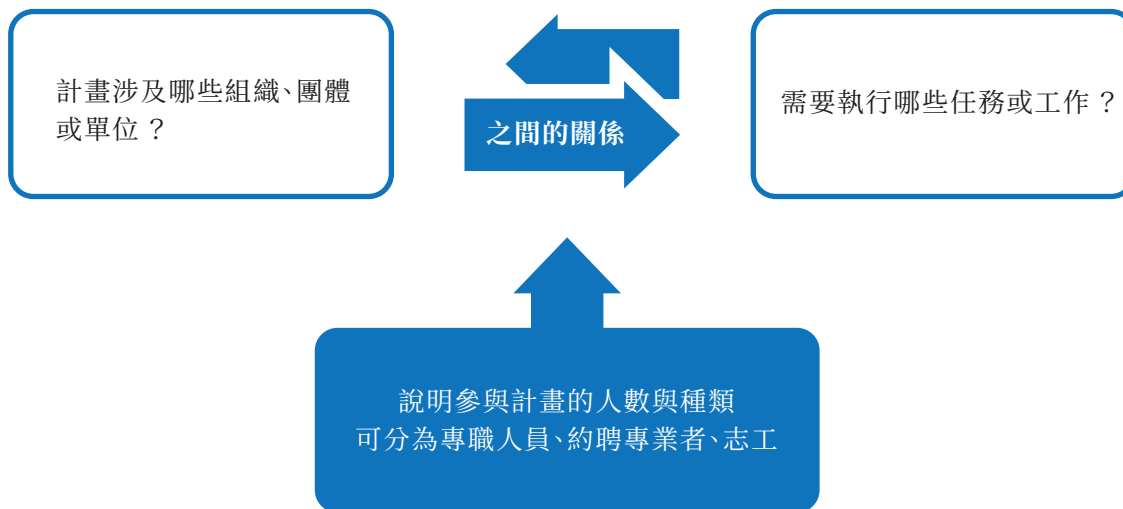 計畫涉及哪些組織、團體
或單位？
之間的關係
需要執行哪些任務或工作？
說明參與計畫的人數與種類
可分為專職人員、約聘專業者、志工